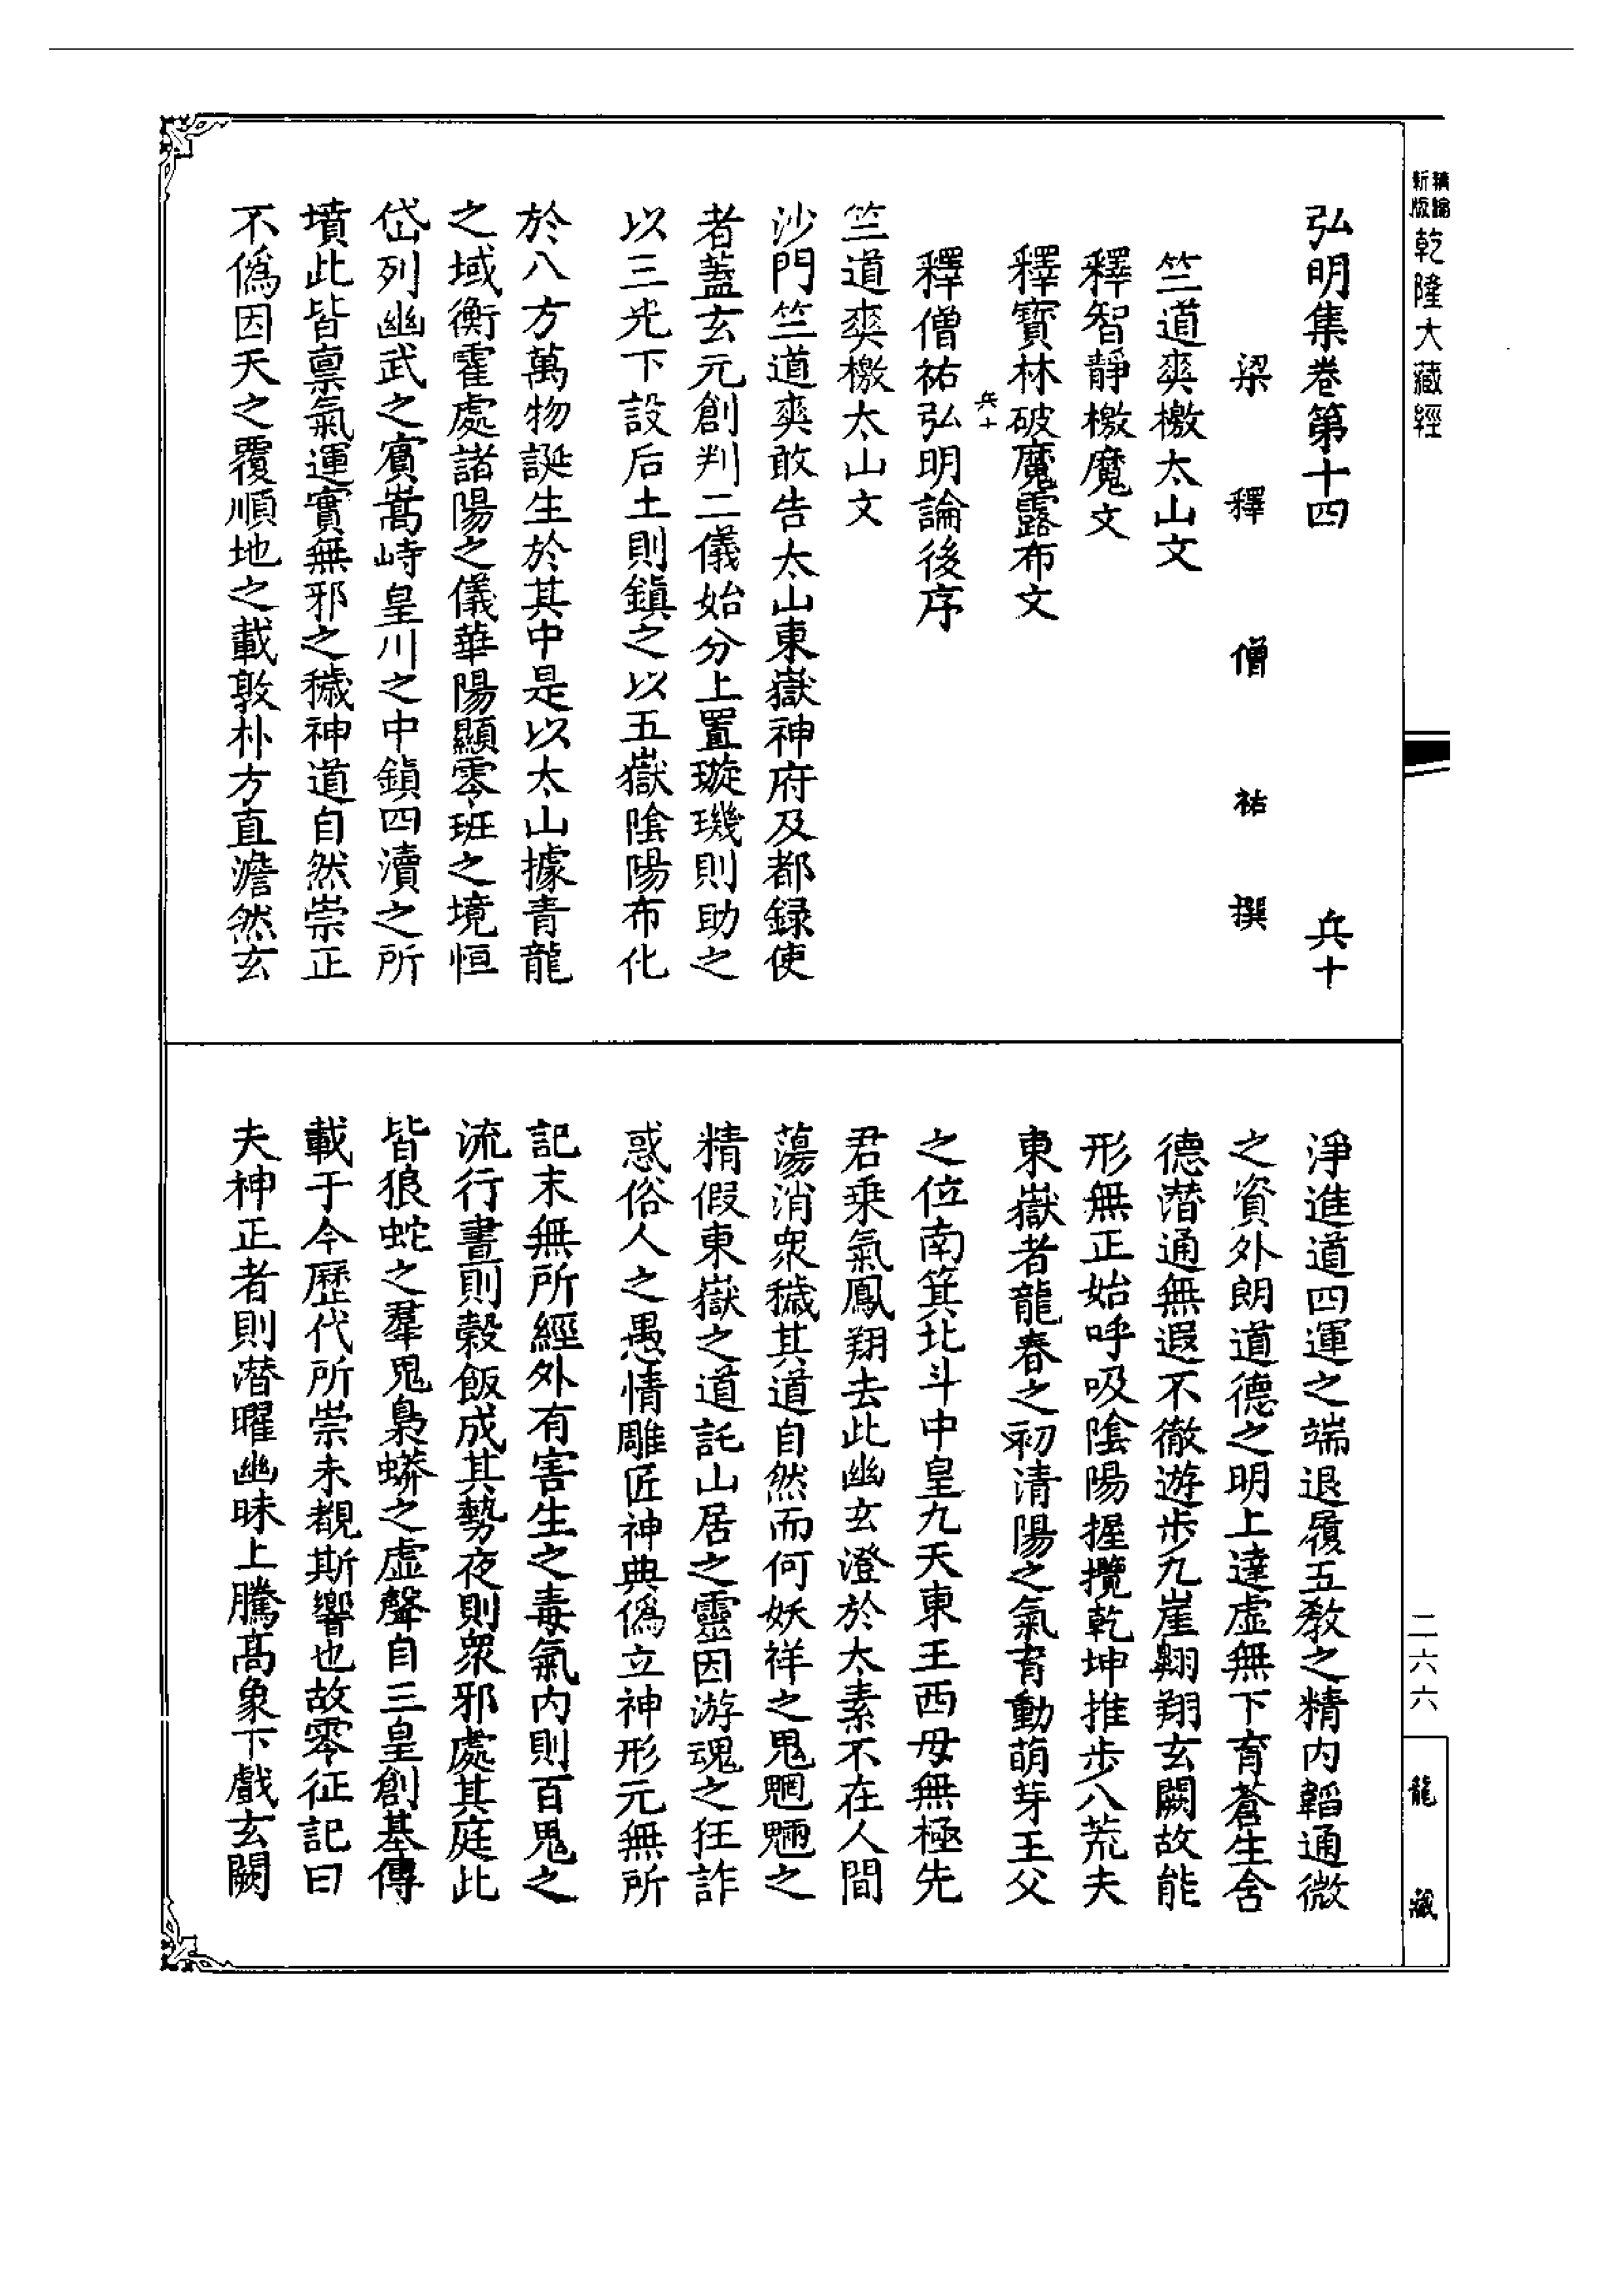 精編新版乾隆大藏經
弘明集卷第十四　兵十
梁釋僧祐撰
竺道爽檄太山文
釋智靜檄魔文
釋寶林破魔露布文
兵十
釋僧祐弘明論後序
竺道爽檄太山文
沙門竺道爽敢告太山東嶽神府及都錄使
者蓋玄元創判二儀始分上置璇璣則助之
以三光下設后土則鎮之以五嶽陰陽布化
於八方萬物誕生於其中是以太山據青龍
之域衡霍處諸陽之儀華陽顯零班之境恒
岱列幽武之賓嵩峙皇川之中鎮四瀆之所
墳此皆稟氣運實無邪之穢神道自然崇正
不偽因天之覆順地之載敦朴方直澹然玄
淨進道四運之端退履五教之精內韜通微
之資外朗道德之明上達虛無下育蒼生含
德潛通無遐不徹遊步九崖翱翔玄闕故能
形無正始呼吸陰陽握攬乾坤推步八荒夫
東嶽者龍春之初清陽之氣育動萌芽王父
之位南箕北斗中皇九天東王西母無極先
君乘氣鳳翔去此幽玄澄於太素不在人間
蕩消眾穢其道自然而何妖祥之鬼魍魎之
精假東嶽之道託山居之靈因游魂之狂詐
惑俗人之愚情雕匠神典偽立神形元無所
記末無所經外有害生之毒氣內則百鬼之
流行晝則穀飯成其勢夜則眾邪處其庭此
皆狼蛇之羣鬼梟蟒之虛聲自三皇創基傳
載于今歷代所崇未覩斯響也故零征記曰
夫神正者則潛曜幽昧上騰高象下戲玄闕
二六六
龍藏